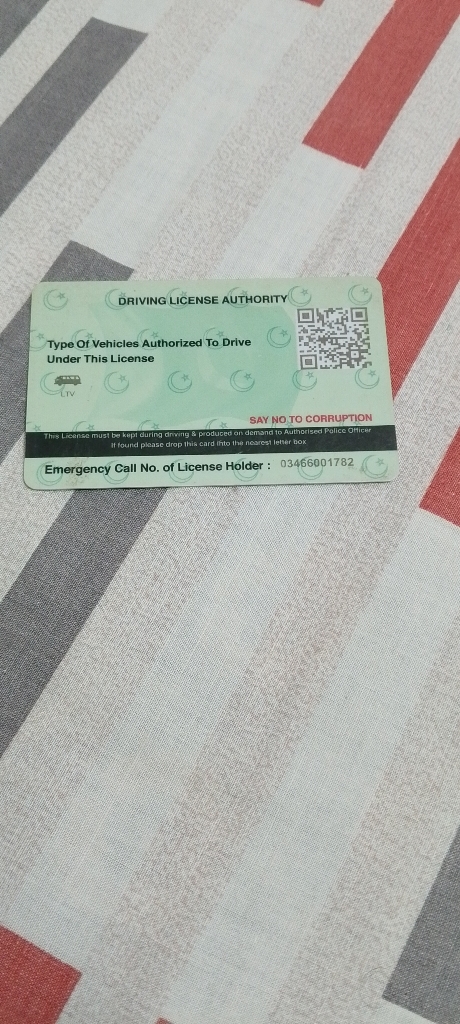 DRIVING LICENSE AUTHORITY
Type Of Vehicles Authorized To Drive
Under This License
LTV
SAY NO TO CORRUPTION
This License must be kept during driving & produced on demand to Authorised Police Officer
If found please drop this card into the nearest letter box
Emergency Call No. of License Holder : 03466001782